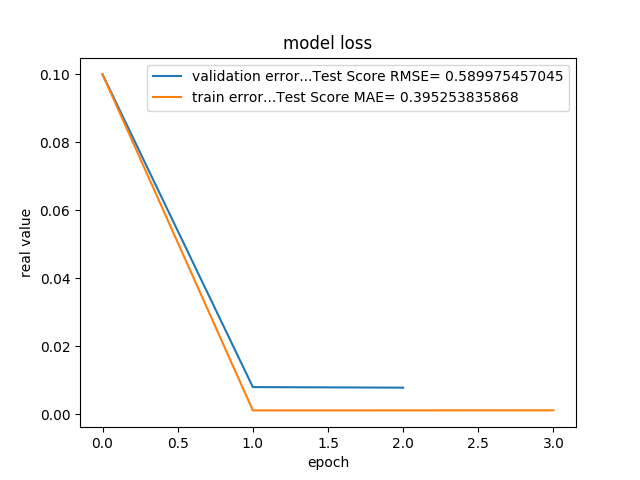 model loss
validation error...Test Score RMSE= 0.589975457045
train error...Test Score MAE= 0.395253835868
real value
0.10
0.08
0.06
0.04
0.02
0.00
0.0 0.5 1.0 1.5 2.0 2.5 3.0
epoch